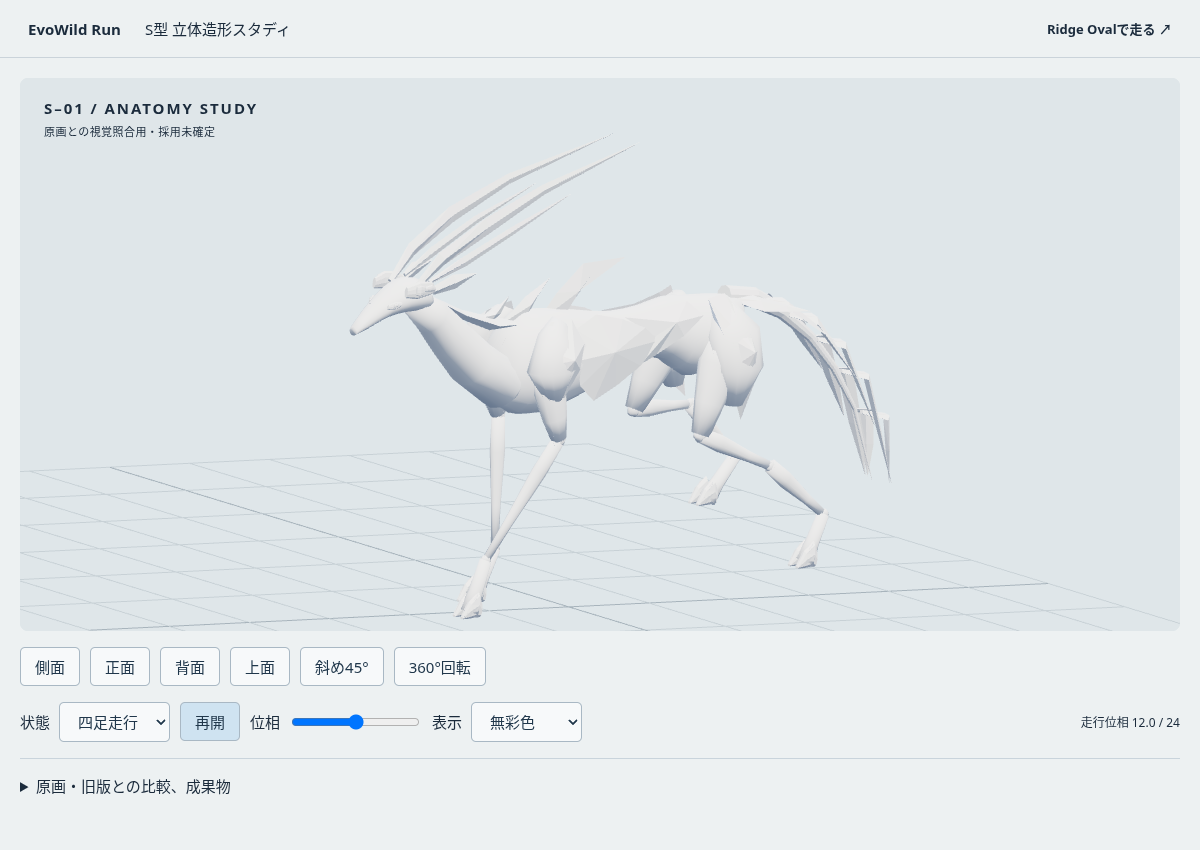 EvoWild Run S型 立体造形スタディ Ridge Ovalで走る ↗
S–01 / ANATOMY STUDY
原画との視覚照合用・採用未確定
側面 正面 背面 上面 斜め45° 360°回転
状態 四足走行 再開 位相 表示 無彩色 走行位相 12.0 / 24
▶ 原画・旧版との比較、成果物